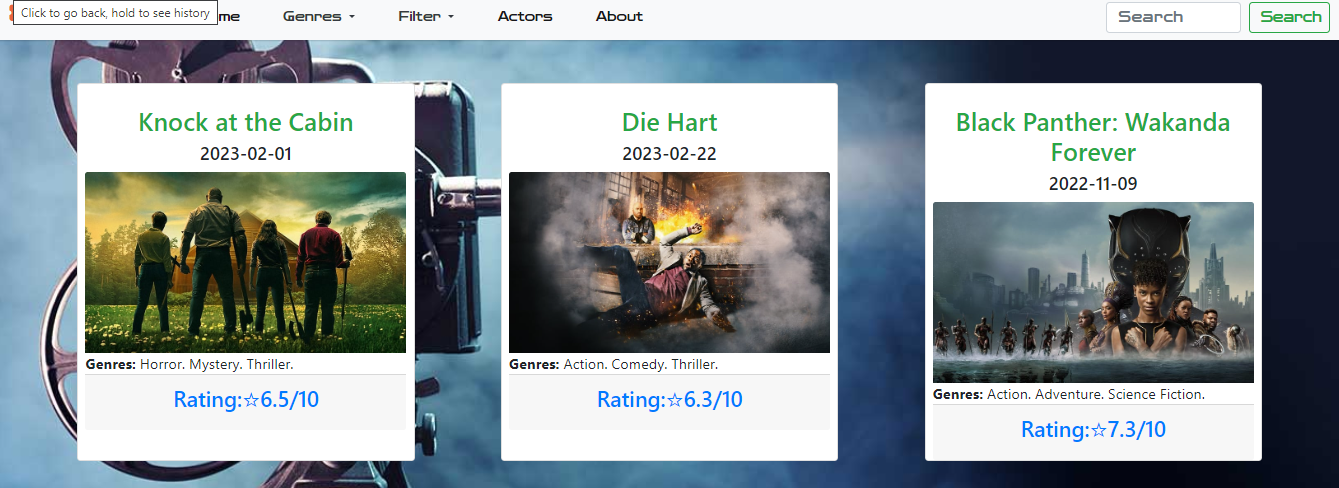 Click to go back, hold to see history
me Genres Filter Actors About Search Search
Knock at the Cabin
2023-02-01
Genres: Horror. Mystery. Thriller.
Rating:☆6.5/10
Die Hart
2023-02-22
Genres: Action. Comedy. Thriller.
Rating:☆6.3/10
Black Panther: Wakanda
Forever
2022-11-09
Genres: Action. Adventure. Science Fiction.
Rating:☆7.3/10